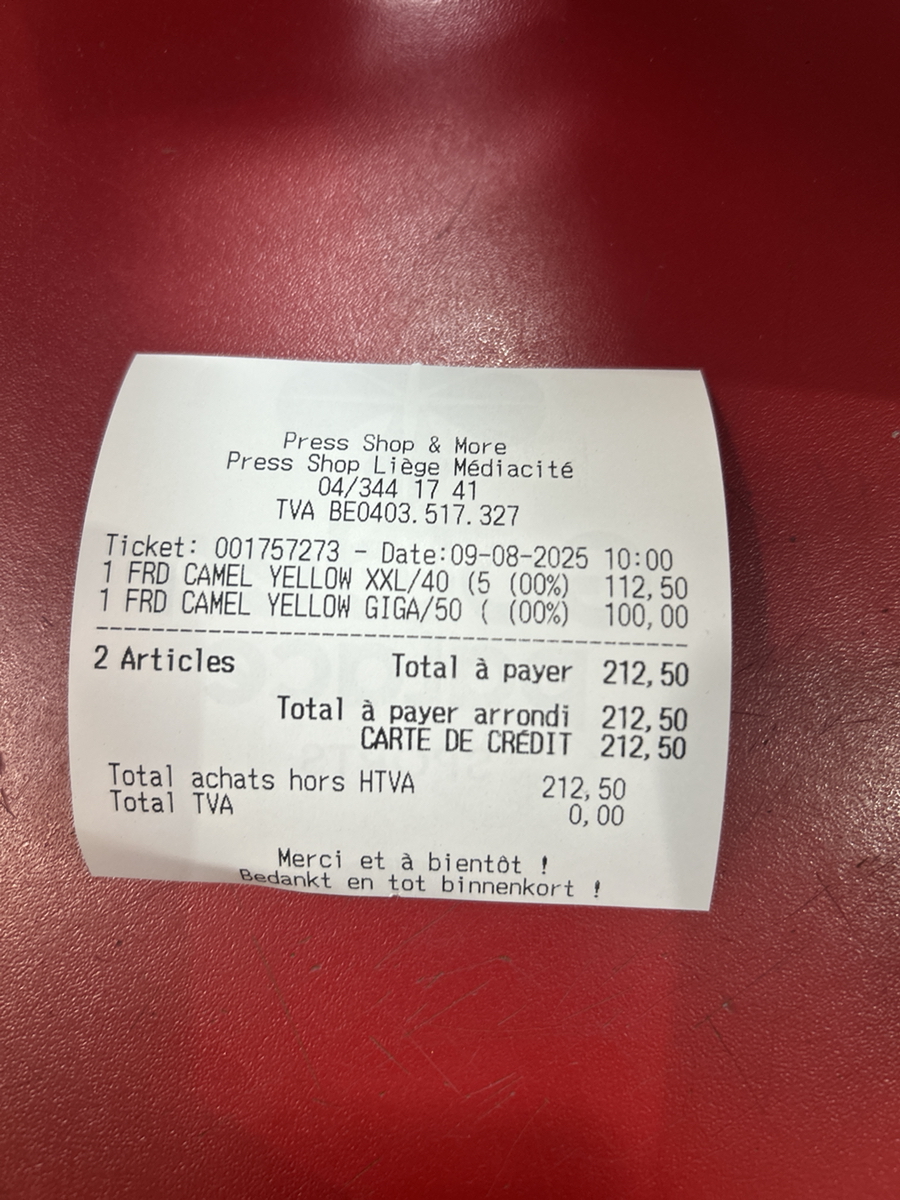 Press Shop & More
Press Shop Liège Médiacité
04/344 17 41
TVA BE0403.517.327
Ticket: 001757273 - Date:09-08-2025 10:00
1 FRD CAMEL YELLOW XXL/40 (5 (00%) 112,50
1 FRD CAMEL YELLOW GIGA/50 ( (00%) 100,00
2 Articles Total à payer 212,50
Total à payer arrondi 212,50
CARTE DE CRÉDIT 212,50
Total achats hors HTVA 212,50
Total TVA 0,00
Merci et à bientôt !
Bedankt en tot binnenkort !